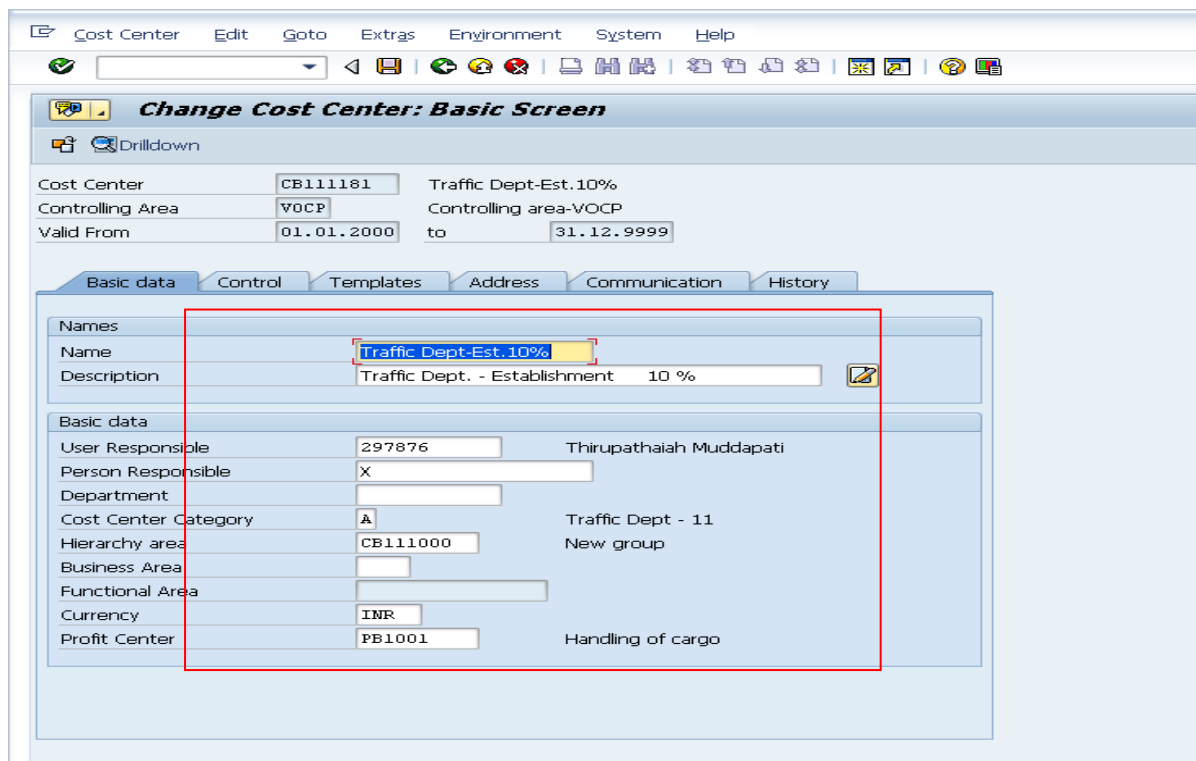 Cost Center Edit Goto Extras Environment System Help
Change Cost Center: Basic Screen
Drilldown
Cost Center CB111181 Traffic Dept-Est.10%
Controlling Area VOCP Controlling area-VOCP
Valid From 01.01.2000 to 31.12.9999
Basic data Control Templates Address Communication History
Names
Name Traffic Dept-Est.10%
Description Traffic Dept. - Establishment 10 %
Basic data
User Responsible 297876 Thirupathaiah Muddapati
Person Responsible X
Department
Cost Center Category A Traffic Dept - 11
Hierarchy area CB111000 New group
Business Area
Functional Area
Currency INR
Profit Center PB1001 Handling of cargo